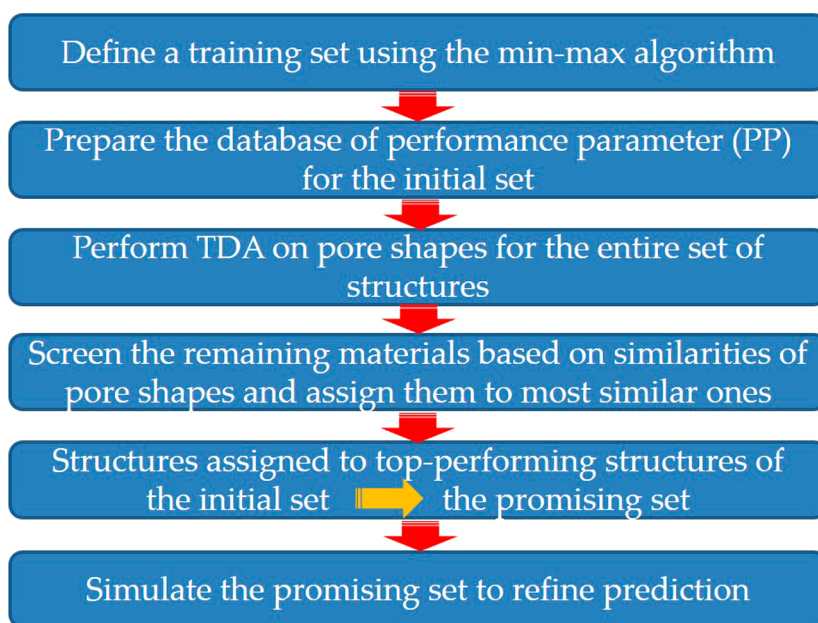 Define a training set using the min-max algorithm
Prepare the database of performance parameter (PP)
for the initial set
Perform TDA on pore shapes for the entire set of
structures
Screen the remaining materials based on similarities of
pore shapes and assign them to most similar ones
Structures assigned to top-performing structures of
the initial set the promising set
Simulate the promising set to refine prediction